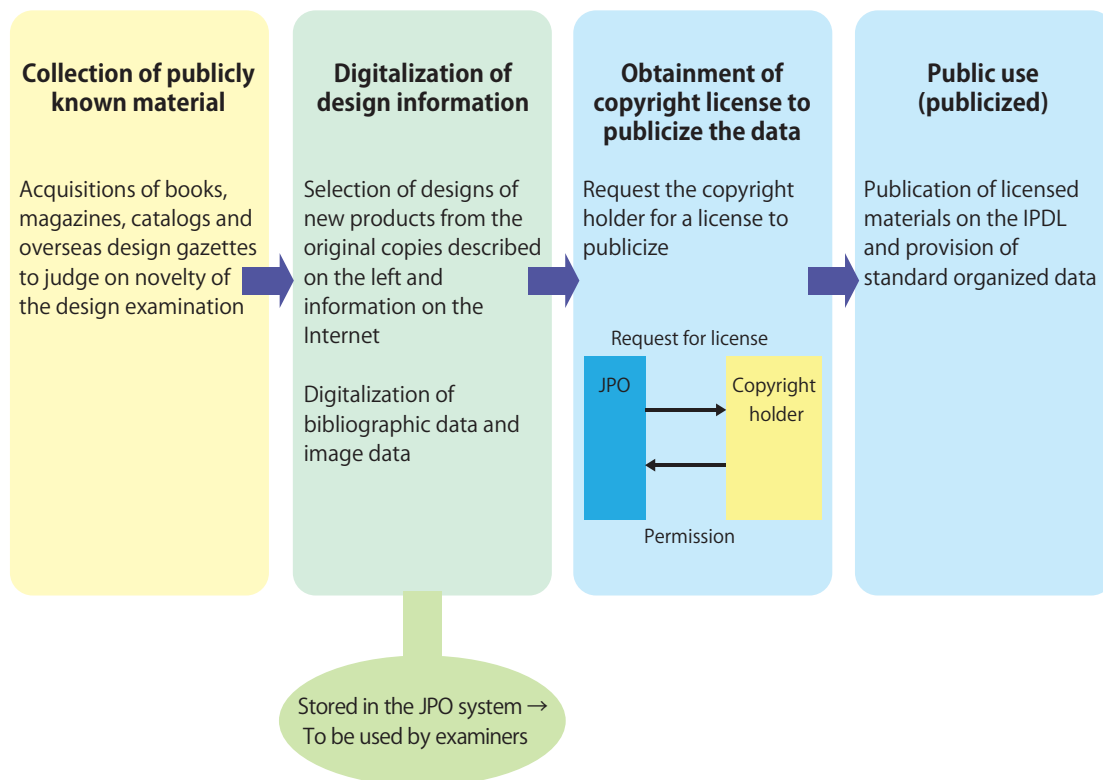 Collection of publicly
known material
Acquisitions of books,
magazines, catalogs and
overseas design gazettes
to judge on novelty of
the design examination
Digitalization of
design information
Selection of designs of
new products from the
original copies described
on the left and
information on the
Internet
Digitalization of
bibliographic data and
image data
Stored in the JPO system →
To be used by examiners
Obtainment of
copyright license to
publicize the data
Request the copyright
holder for a license to
publicize
Request for license
JPO
Copyright
holder
Permission
Public use
(publicized)
Publication of licensed
materials on the IPDL
and provision of
standard organized data